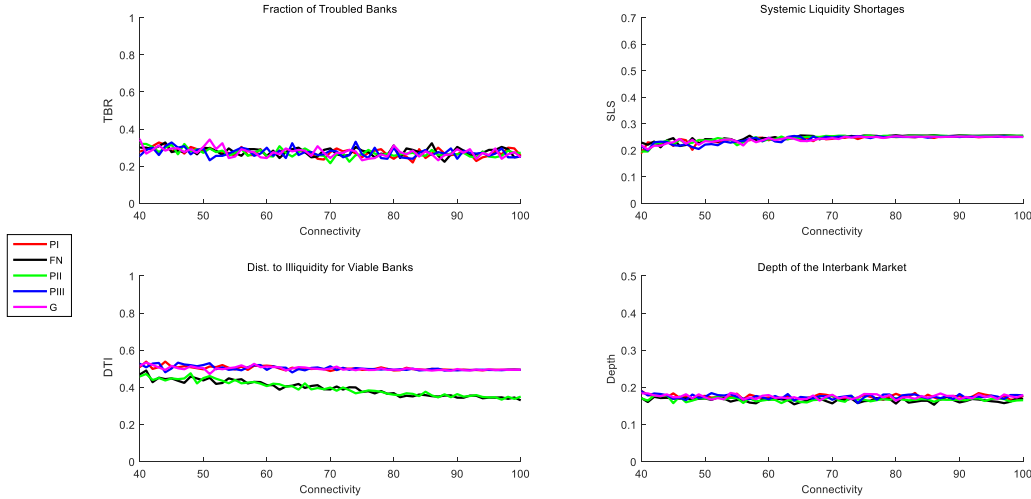 Fraction of Troubled Banks
1
0.8
0.6
0.4
0.2
0
TBR
40 50 60 70 80 90 100
Connectivity
Systemic Liquidity Shortages
0.7
0.6
0.5
0.4
0.3
0.2
0.1
0
SLS
40 50 60 70 80 90 100
Connectivity
PI
FN
PII
PIII
G
Dist. to Illiquidity for Viable Banks
1
0.8
0.6
0.4
0.2
0
DTI
40 50 60 70 80 90 100
Connectivity
Depth of the Interbank Market
0.5
0.4
0.3
0.2
0.1
0
Depth
40 50 60 70 80 90 100
Connectivity